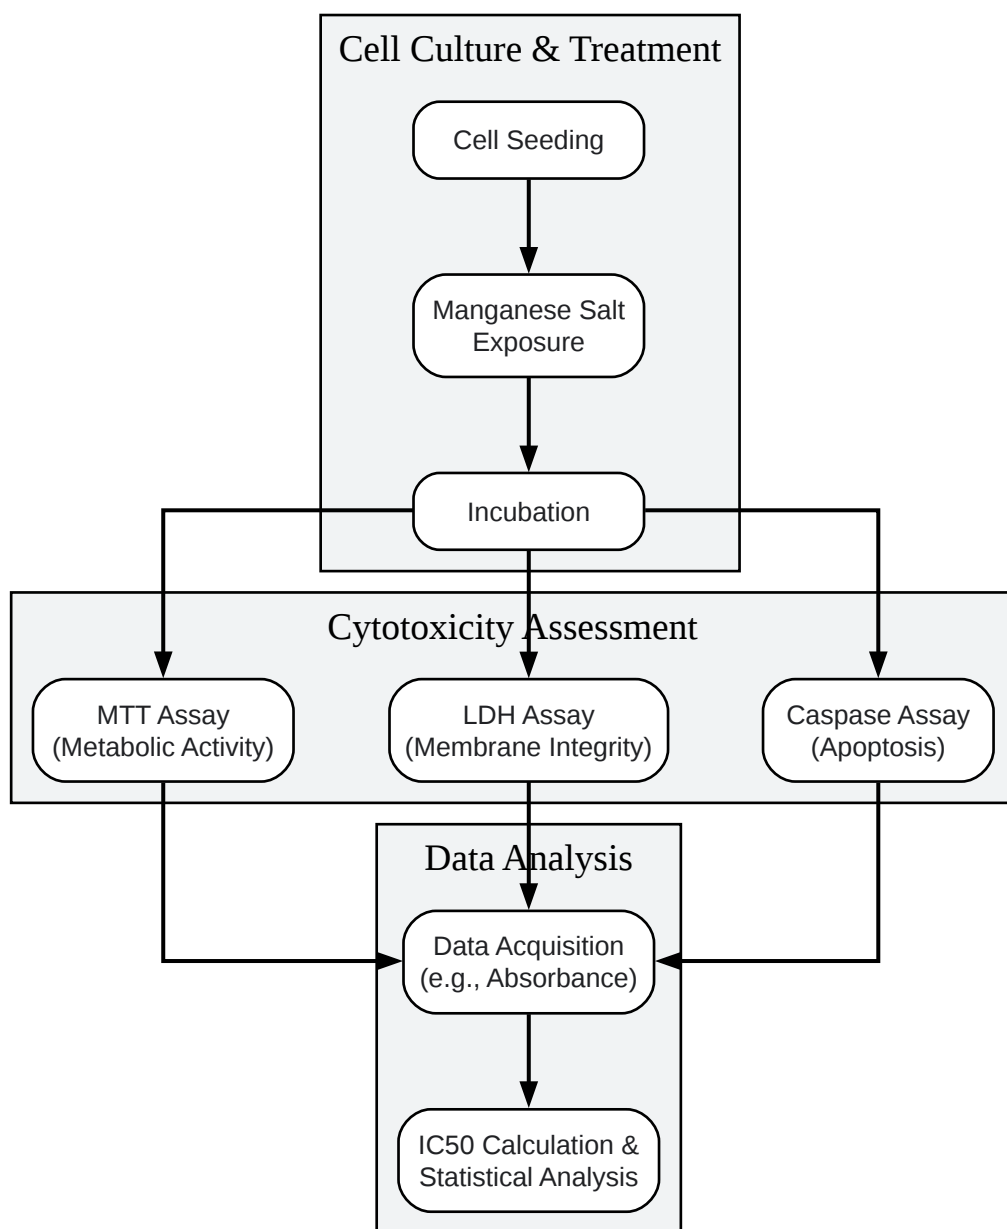 Cell Culture & Treatment
Cell Seeding
Manganese Salt
Exposure
Incubation
Cytotoxicity Assessment
MTT Assay
(Metabolic Activity)
LDH Assay
(Membrane Integrity)
Caspase Assay
(Apoptosis)
Data Analysis
Data Acquisition
(e.g., Absorbance)
IC50 Calculation &
Statistical Analysis